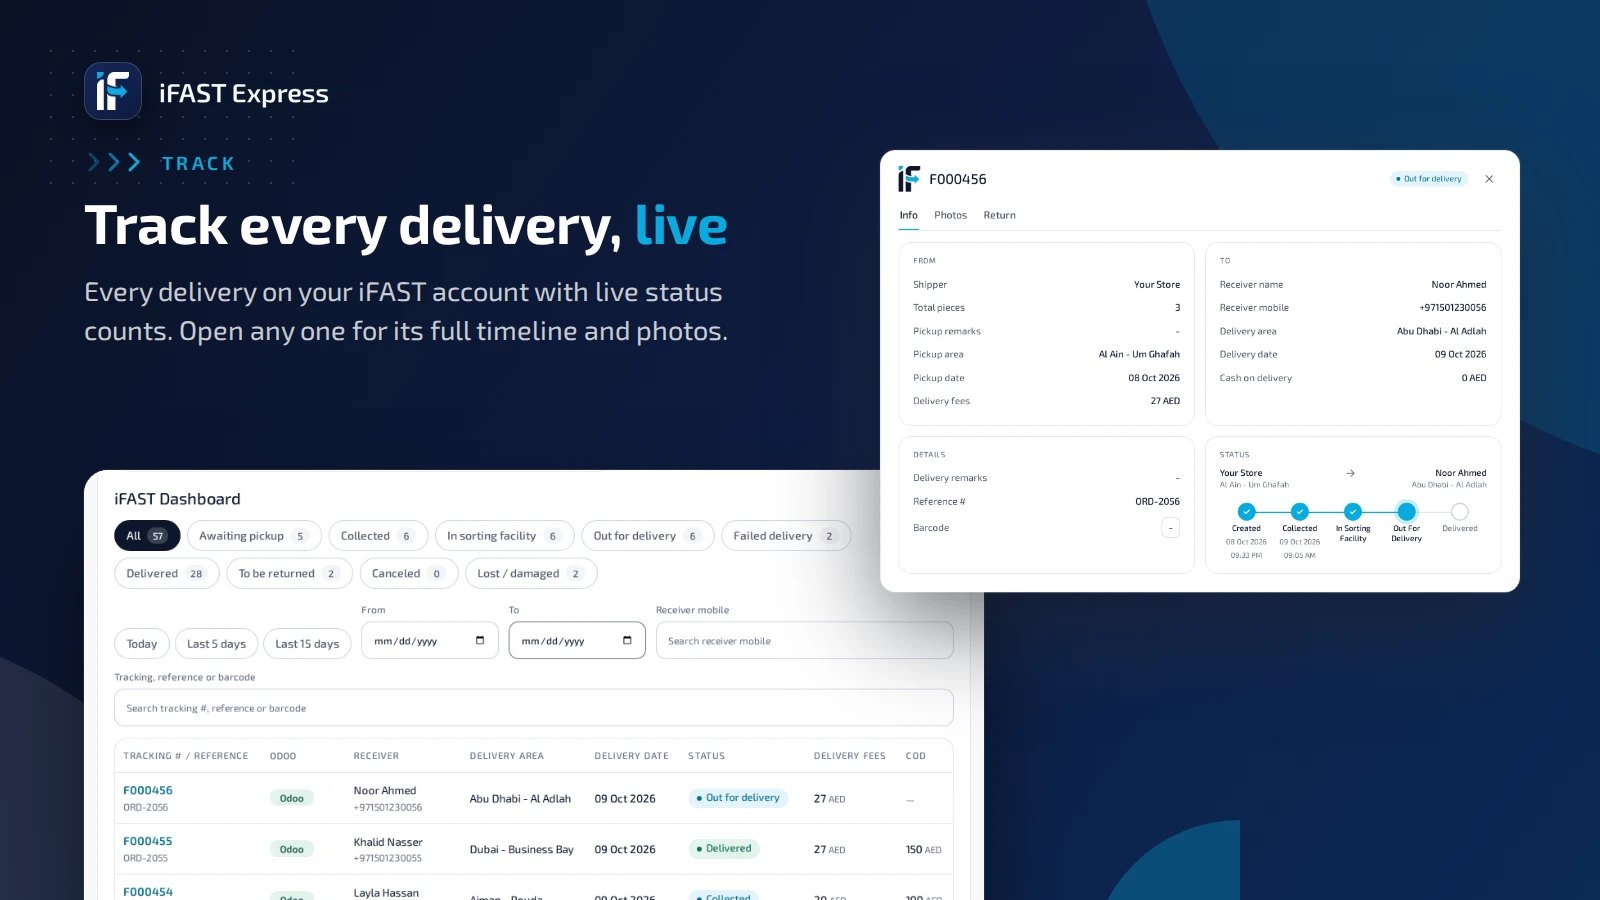 iFAST Express
TRACK
Track every delivery, live
Every delivery on your iFAST account with live status
counts. Open any one for its full timeline and photos.
F000456
Out for delivery
Info Photos Return
FROM
Shipper Your Store
Total pieces 3
Pickup remarks -
Pickup area Al Ain - Um Ghafah
Pickup date 08 Oct 2026
Delivery fees 27 AED
TO
Receiver name Noor Ahmed
Receiver mobile +971501230056
Delivery area Abu Dhabi - Al Adlah
Delivery date 09 Oct 2026
Cash on delivery 0 AED
DETAILS
Delivery remarks -
Reference # ORD-2056
Barcode -
STATUS
Your Store → Noor Ahmed
Al Ain - Um Ghafah Abu Dhabi - Al Adlah
Created Collected In Sorting Facility Out For Delivery Delivered
08 Oct 2026 09 Oct 2026
09:33 PM 09:05 AM
iFAST Dashboard
All 57 Awaiting pickup 5 Collected 6 In sorting facility 6 Out for delivery 6 Failed delivery 2
Delivered 28 To be returned 2 Canceled 0 Lost / damaged 2
From To Receiver mobile
Today Last 5 days Last 15 days mm/dd/yyyy mm/dd/yyyy Search receiver mobile
Tracking, reference or barcode
Search tracking #, reference or barcode
TRACKING # / REFERENCE ODOO RECEIVER DELIVERY AREA DELIVERY DATE STATUS DELIVERY FEES COD
F000456 Odoo Noor Ahmed Abu Dhabi - Al Adlah 09 Oct 2026 Out for delivery 27 AED —
ORD-2056 +971501230056
F000455 Odoo Khalid Nasser Dubai - Business Bay 09 Oct 2026 Delivered 27 AED 150 AED
ORD-2055 +971501230055
F000454 Odoo Layla Hassan 09 Oct 2026 Collected